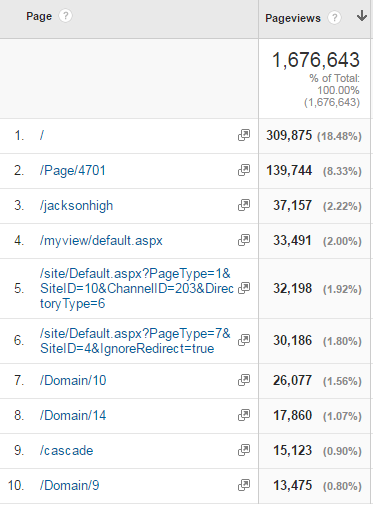 Page ? Pageviews ? ↓
1,676,643
% of Total:
100.00%
(1,676,643)
1. / 309,875 (18.48%)
2. /Page/4701 139,744 (8.33%)
3. /jacksonhigh 37,157 (2.22%)
4. /myview/default.aspx 33,491 (2.00%)
/site/Default.aspx?PageType=1&
5. SiteID=10&ChannelID=203&Direc 32,198 (1.92%)
toryType=6
/site/Default.aspx?PageType=7&
6. SiteID=4&IgnoreRedirect=true 30,186 (1.80%)
7. /Domain/10 26,077 (1.56%)
8. /Domain/14 17,860 (1.07%)
9. /cascade 15,123 (0.90%)
10. /Domain/9 13,475 (0.80%)